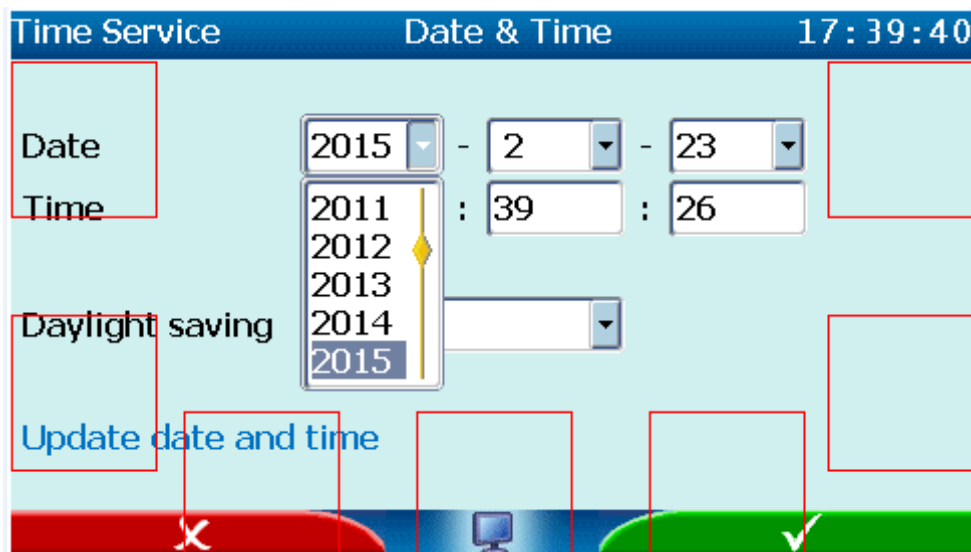 Time Service Date & Time 17:39:40
Date 2015 - 2 - 23
Time : 39 : 26
2011
2012
2013
2014
2015
Daylight saving
Update date and time